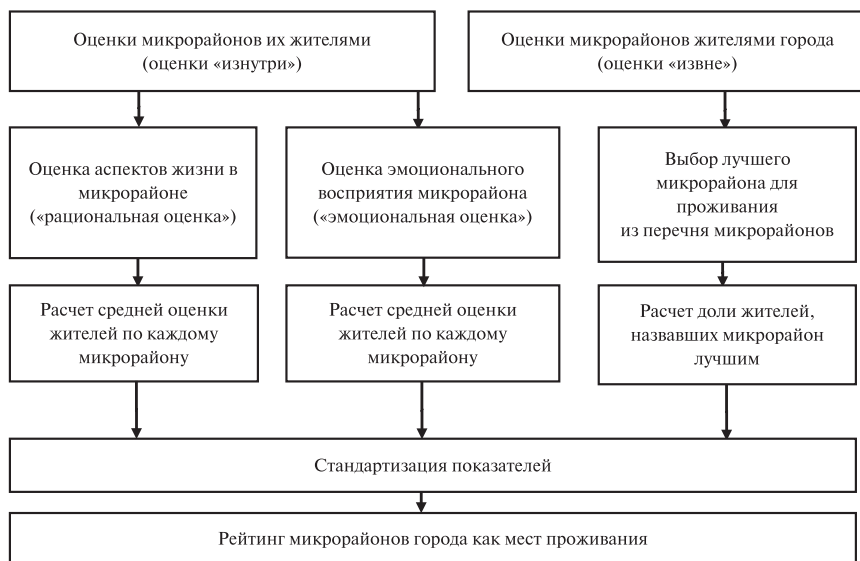 Оценки микрорайонов их жителями
(оценки «изнутри»)
Оценки микрорайонов жителями города
(оценки «извне»)
Оценка аспектов жизни в
микрорайоне
(«рациональная оценка»)
Оценка эмоционального
восприятия микрорайона
(«эмоциональная оценка»)
Выбор лучшего
микрорайона для
проживания
из перечня микрорайонов
Расчет средней оценки
жителей по каждому
микрорайону
Расчет средней оценки
жителей по каждому
микрорайону
Расчет доли жителей,
назвавших микрорайон
лучшим
Стандартизация показателей
Рейтинг микрорайонов города как мест проживания